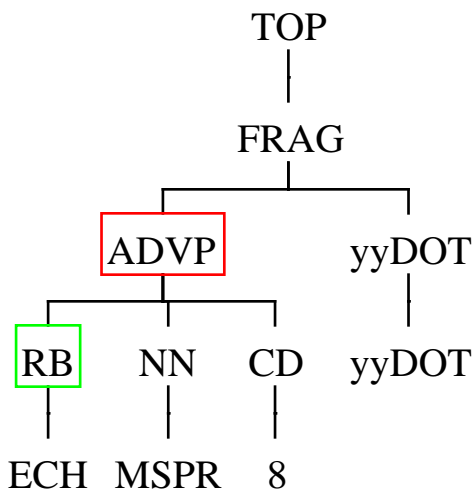 TOP
FRAG
ADVP yyDOT
RB NN CD yyDOT
ECH MSPR 8